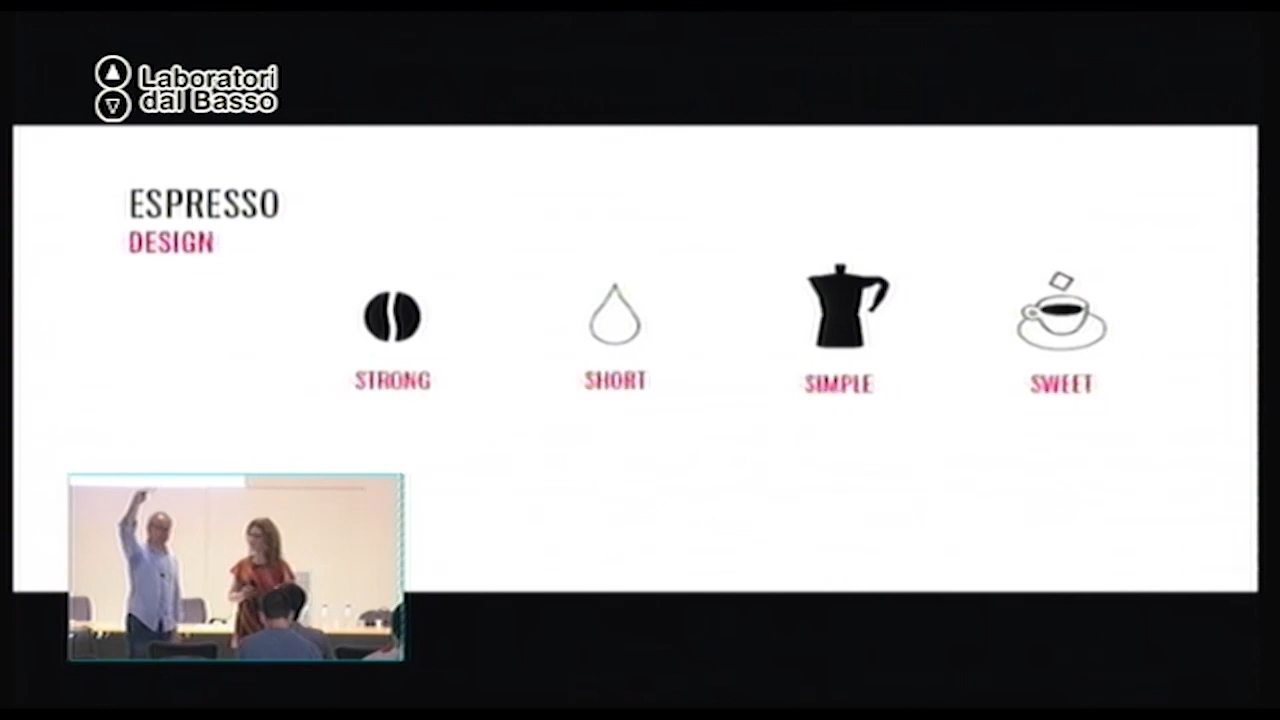 Laboratori
dal Basso
ESPRESSO
DESIGN
STRONG
SHORT
SIMPLE
SWEET